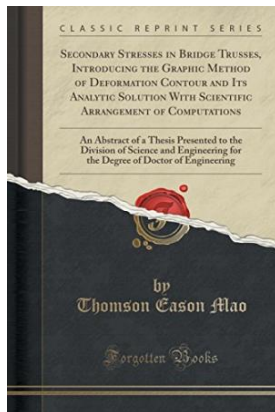 CLASSIC REPRINT SERIES
SECONDARY STRESSES IN BRIDGE TRUSSES,
INTRODUCING THE GRAPHIC METHOD
OF DEFORMATION CONTOUR AND ITS
ANALYTIC SOLUTION WITH SCIENTIFIC
ARRANGEMENT OF COMPUTATIONS
An Abstract of a Thesis Presented to the
Division of Science and Engineering for
the Degree of Doctor of Engineering
by
Thomson Eason Mao
Forgotten Books